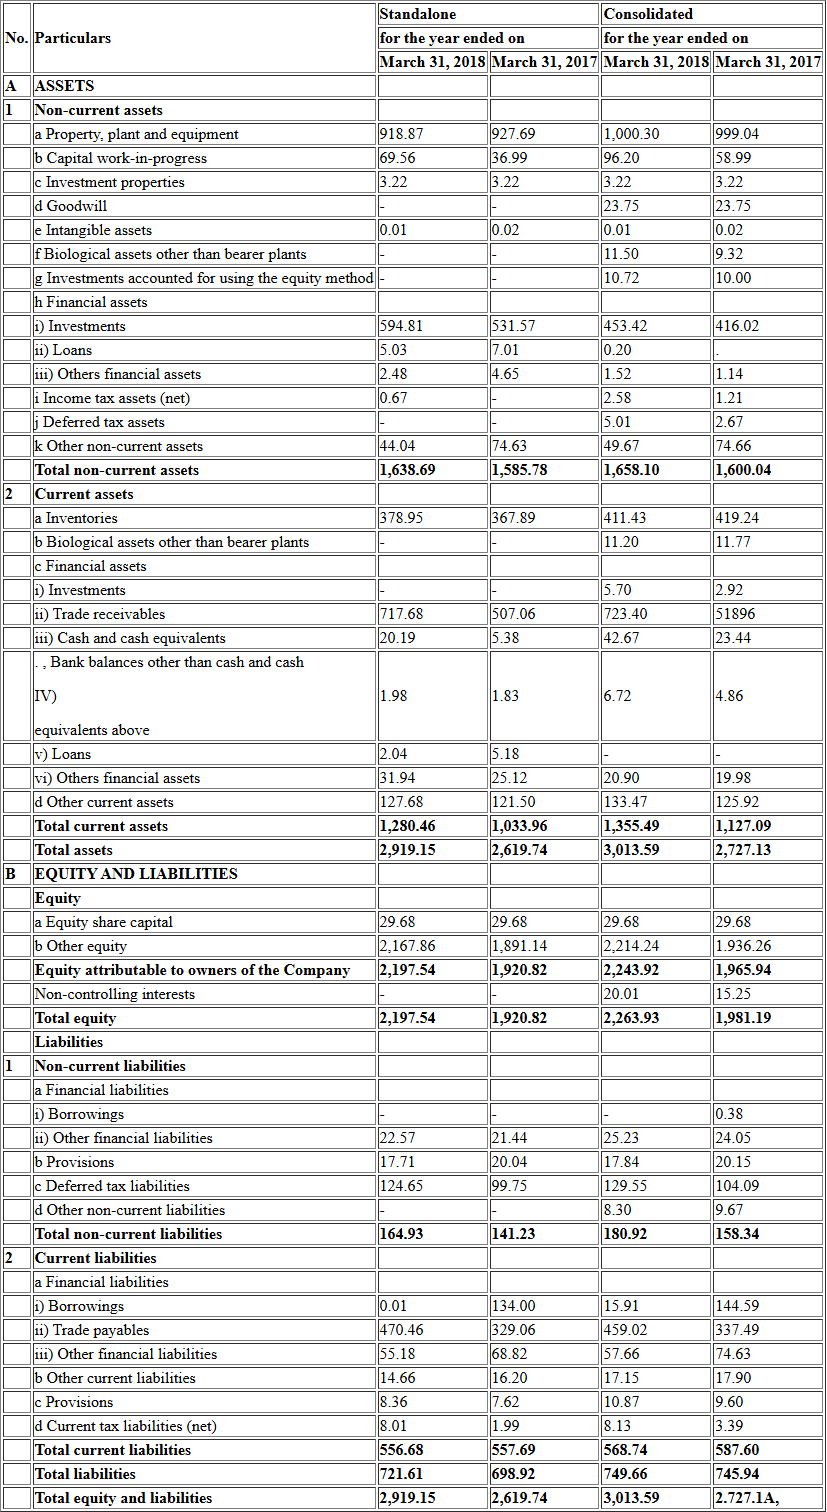 No. Particulars Standalone Consolidated
for the year ended on for the year ended on
March 31, 2018 March 31, 2017 March 31, 2018 March 31, 2017
A ASSETS
1 Non-current assets
a Property, plant and equipment 918.87 927.69 1,000.30 999.04
b Capital work-in-progress 69.56 36.99 96.20 58.99
c Investment properties 3.22 3.22 3.22 3.22
d Goodwill - - 23.75 23.75
e Intangible assets 0.01 0.02 0.01 0.02
f Biological assets other than bearer plants - - 11.50 9.32
g Investments accounted for using the equity method - - 10.72 10.00
h Financial assets
i) Investments 594.81 531.57 453.42 416.02
ii) Loans 5.03 7.01 0.20 .
iii) Others financial assets 2.48 4.65 1.52 1.14
i Income tax assets (net) 0.67 - 2.58 1.21
j Deferred tax assets - - 5.01 2.67
k Other non-current assets 44.04 74.63 49.67 74.66
Total non-current assets 1,638.69 1,585.78 1,658.10 1,600.04
2 Current assets
a Inventories 378.95 367.89 411.43 419.24
b Biological assets other than bearer plants - - 11.20 11.77
c Financial assets
i) Investments - - 5.70 2.92
ii) Trade receivables 717.68 507.06 723.40 51896
iii) Cash and cash equivalents 20.19 5.38 42.67 23.44
. , Bank balances other than cash and cash
IV) 1.98 1.83 6.72 4.86
equivalents above
v) Loans 2.04 5.18 - -
vi) Others financial assets 31.94 25.12 20.90 19.98
d Other current assets 127.68 121.50 133.47 125.92
Total current assets 1,280.46 1,033.96 1,355.49 1,127.09
Total assets 2,919.15 2,619.74 3,013.59 2,727.13
B EQUITY AND LIABILITIES
Equity
a Equity share capital 29.68 29.68 29.68 29.68
b Other equity 2,167.86 1,891.14 2,214.24 1.936.26
Equity attributable to owners of the Company 2,197.54 1,920.82 2,243.92 1,965.94
Non-controlling interests - - 20.01 15.25
Total equity 2,197.54 1,920.82 2,263.93 1,981.19
Liabilities
1 Non-current liabilities
a Financial liabilities
i) Borrowings - - - 0.38
ii) Other financial liabilities 22.57 21.44 25.23 24.05
b Provisions 17.71 20.04 17.84 20.15
c Deferred tax liabilities 124.65 99.75 129.55 104.09
d Other non-current liabilities - - 8.30 9.67
Total non-current liabilities 164.93 141.23 180.92 158.34
2 Current liabilities
a Financial liabilities
i) Borrowings 0.01 134.00 15.91 144.59
ii) Trade payables 470.46 329.06 459.02 337.49
iii) Other financial liabilities 55.18 68.82 57.66 74.63
b Other current liabilities 14.66 16.20 17.15 17.90
c Provisions 8.36 7.62 10.87 9.60
d Current tax liabilities (net) 8.01 1.99 8.13 3.39
Total current liabilities 556.68 557.69 568.74 587.60
Total liabilities 721.61 698.92 749.66 745.94
Total equity and liabilities 2,919.15 2,619.74 3,013.59 2.727.1A,